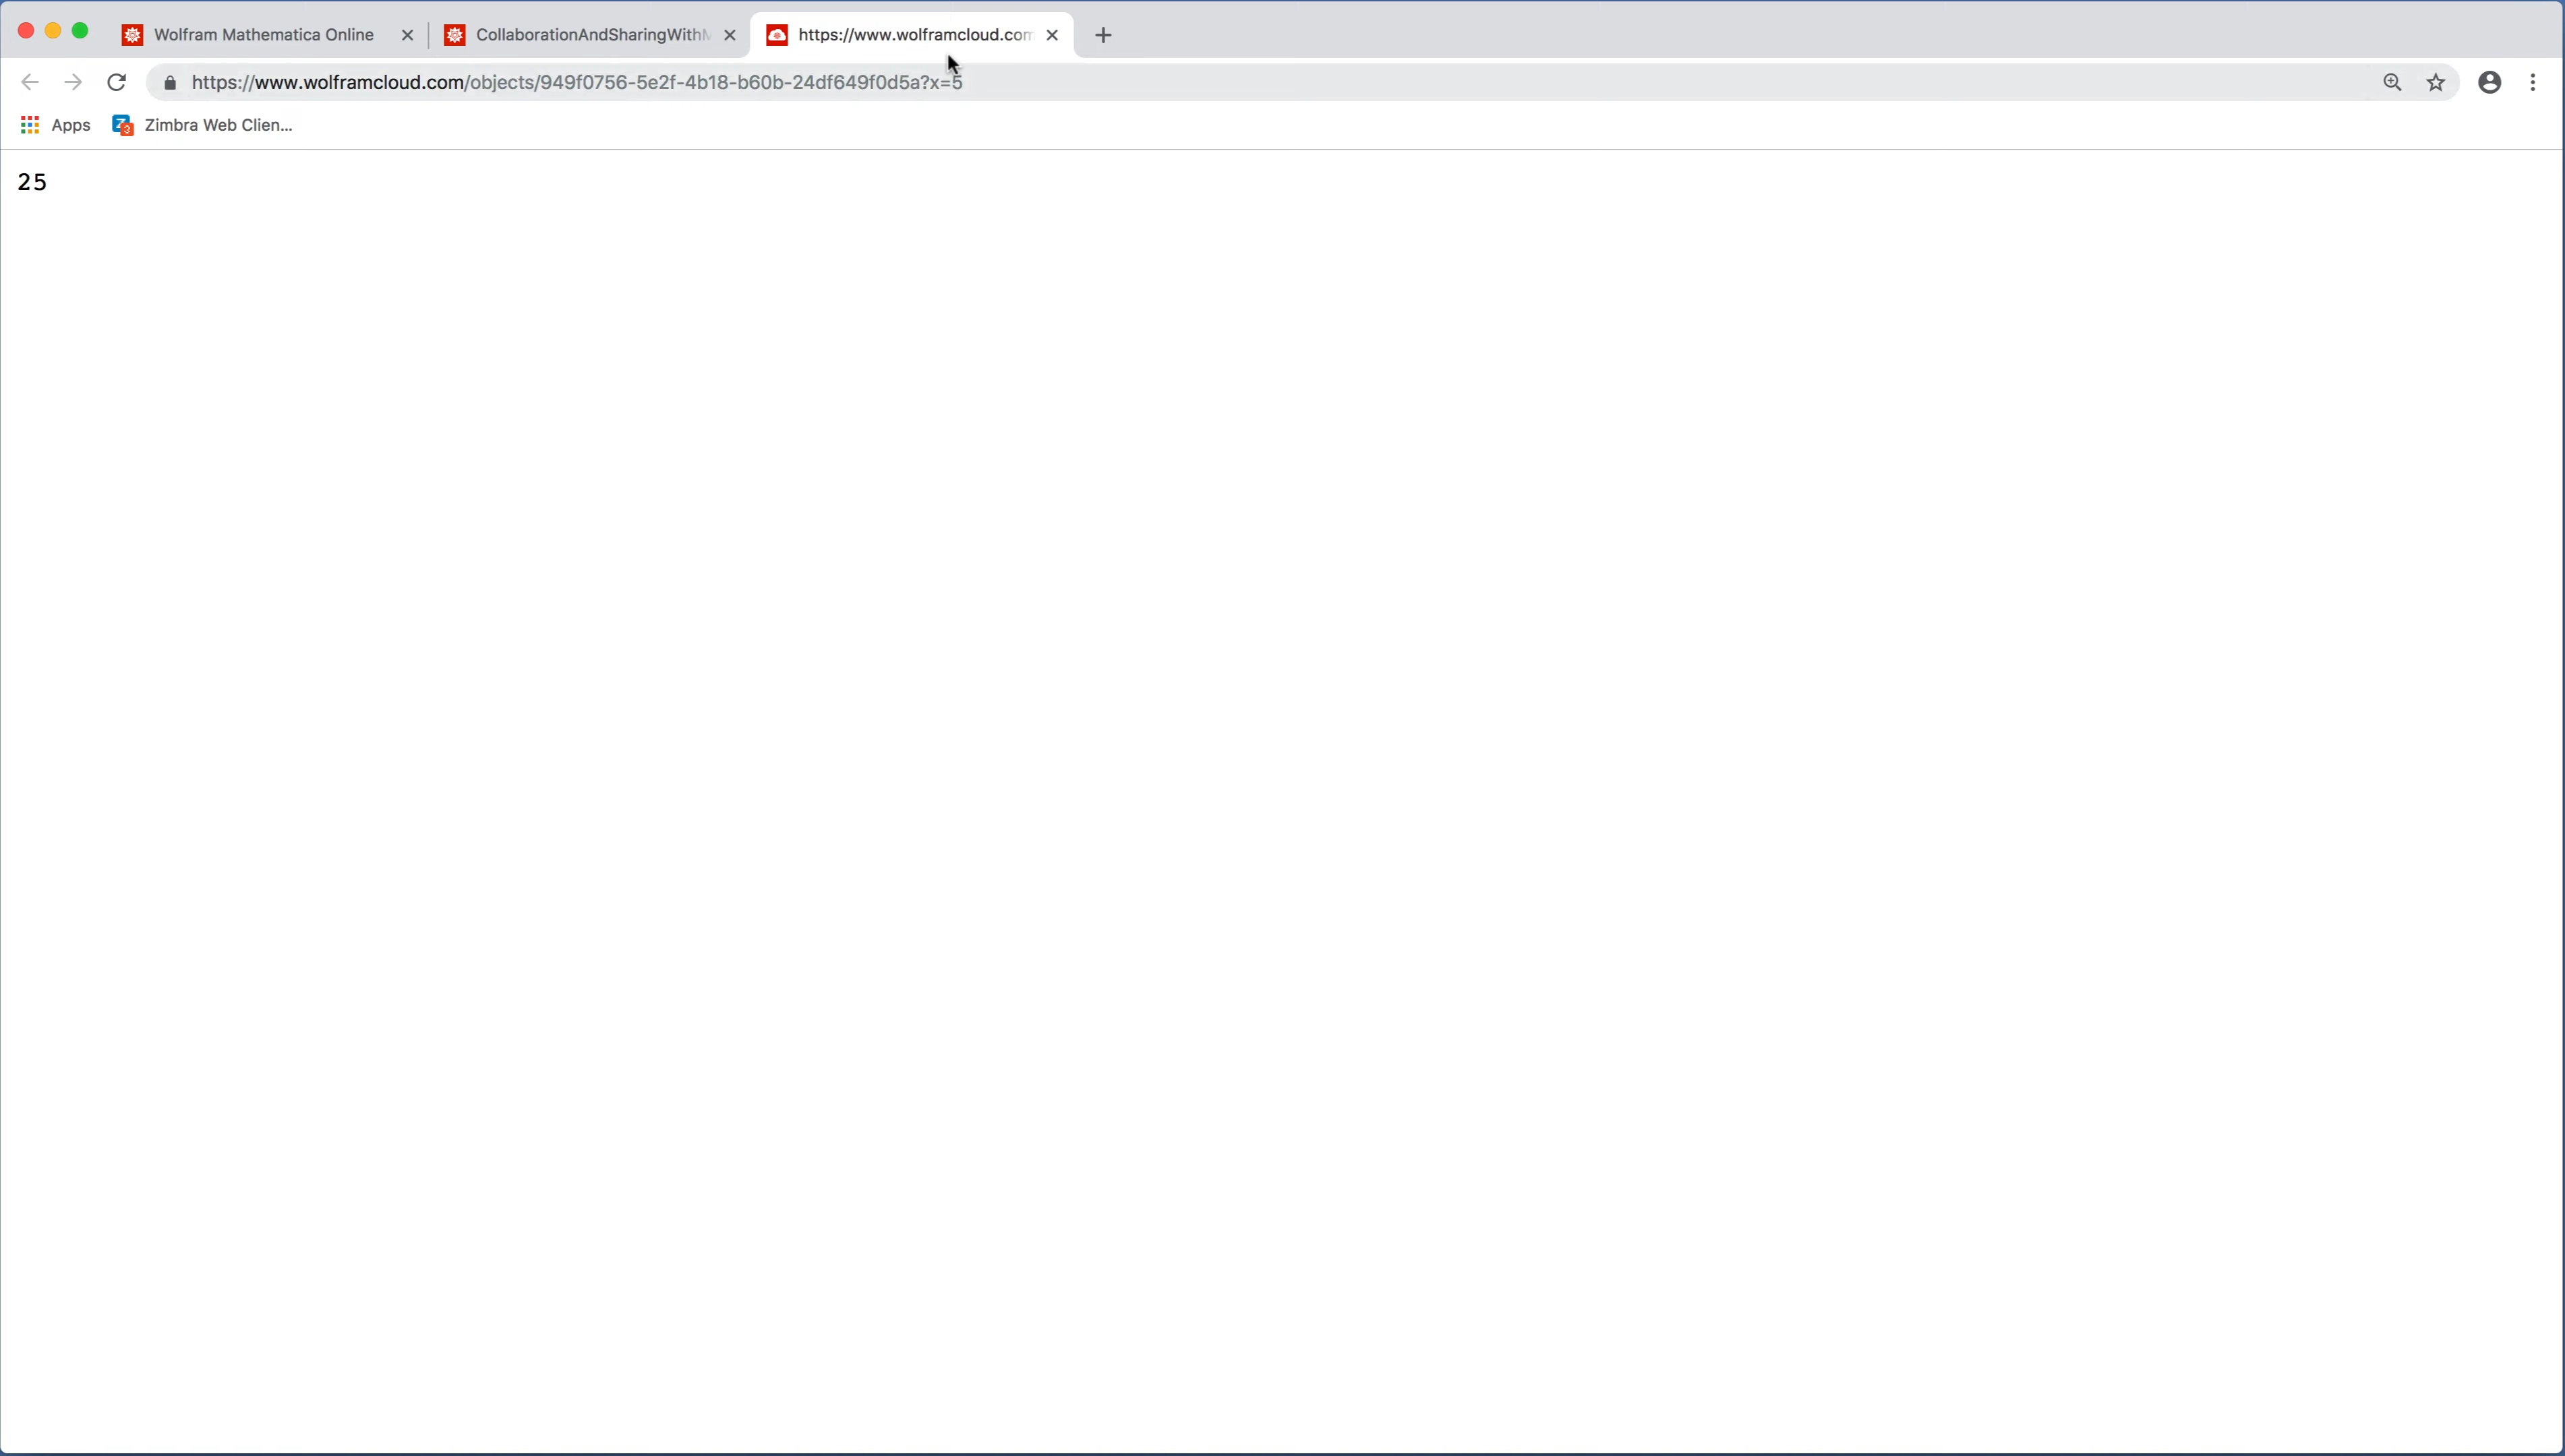 Wolfram Mathematica Online
CollaborationAndSharingWithM
https://www.wolframcloud.com
https://www.wolframcloud.com/objects/949f0756-5e2f-4b18-b60b-24df649f0d5a?x=5
Apps
Zimbra Web Clien...
25